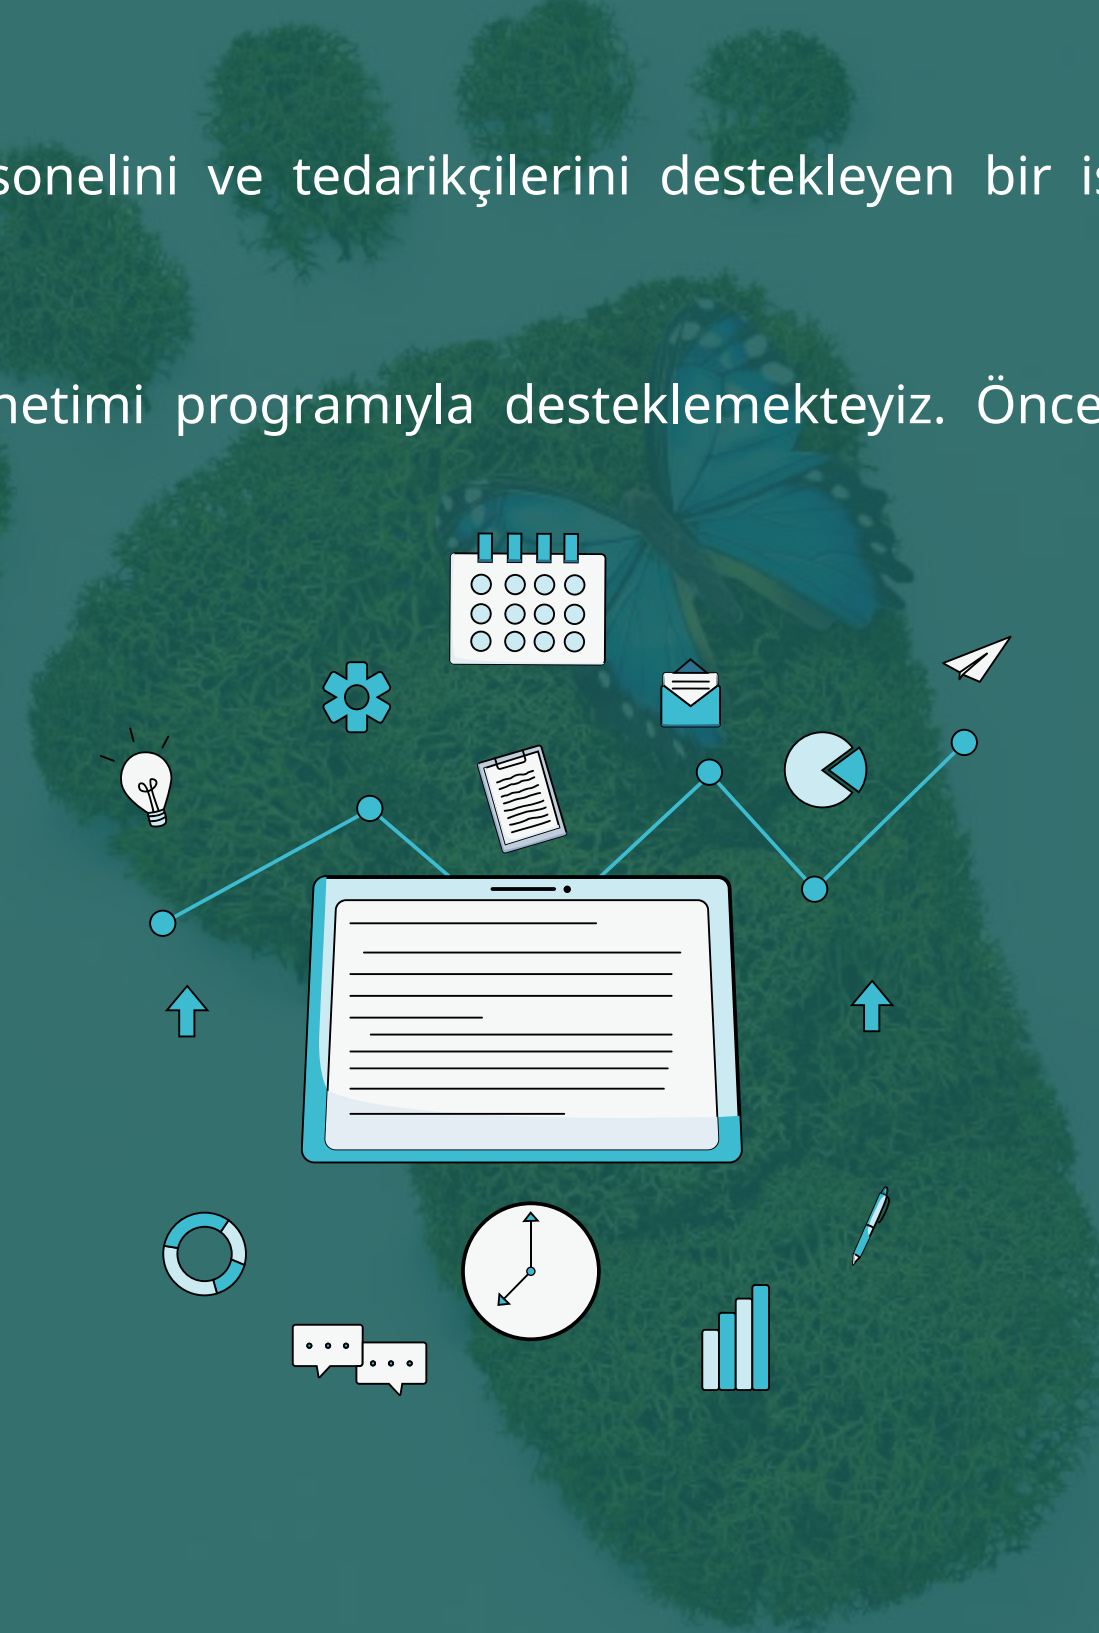 sonelini ve tedarikçilerini destekleyen bir
netimi programıyla desteklemekteyiz. Önce